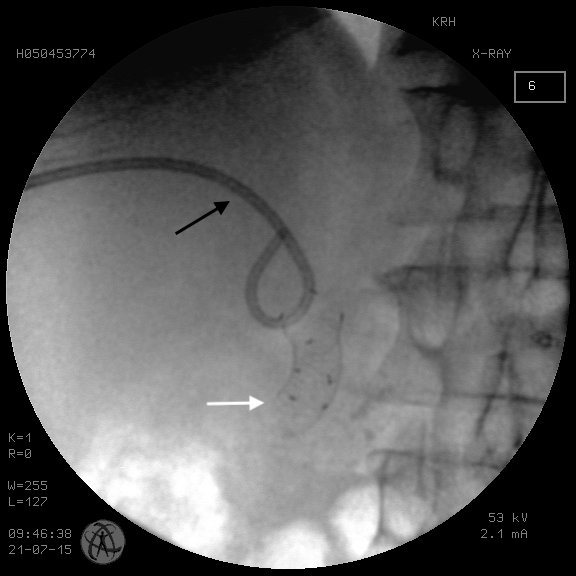 KRH
H050453774
X-RAY
6
K=1
R=0
W=255
L=127
09:46:38
21-07-15
53 kV
2.1 mA